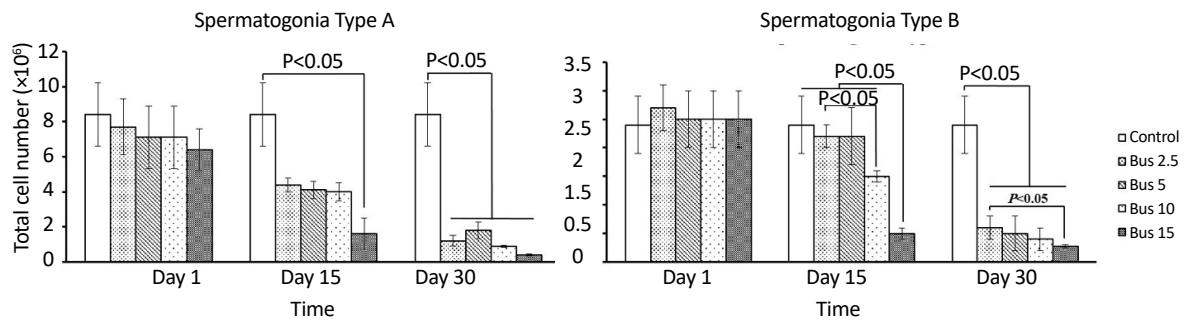 Spermatogonia Type A
Total cell number (×10⁶)
12
10
8
6
4
2
0
P<0.05
P<0.05
Day 1
Day 15
Day 30
Time
Spermatogonia Type B
3.5
3
2.5
2
1.5
1
0.5
0
P<0.05
P<0.05
P<0.05
P<0.05
Day 1
Day 15
Day 30
Time
Control
Bus 2.5
Bus 5
Bus 10
Bus 15